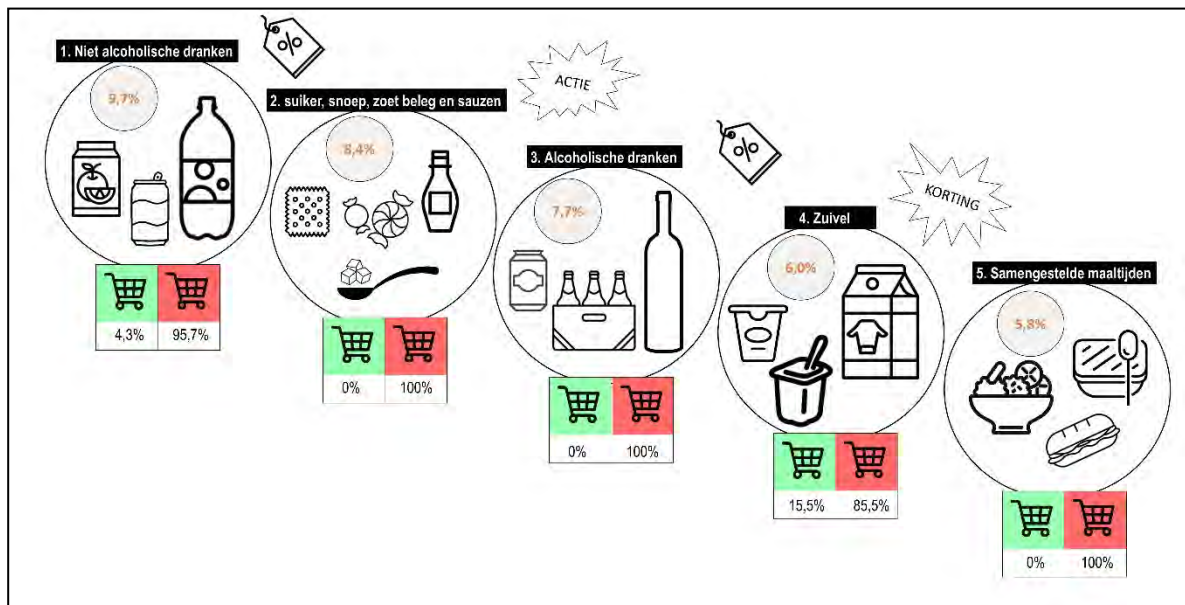 1. Niet alcoholische dranken
9,7%
4,3% 95,7%
2. suiker, snoep, zoet beleg en sauzen
8,4%
0% 100%
ACTIE
3. Alcoholische dranken
7,7%
0% 100%
4. Zuivel
6,0%
15,5% 85,5%
KORTING
5. Samengestelde maaltijden
5,8%
0% 100%
%
%